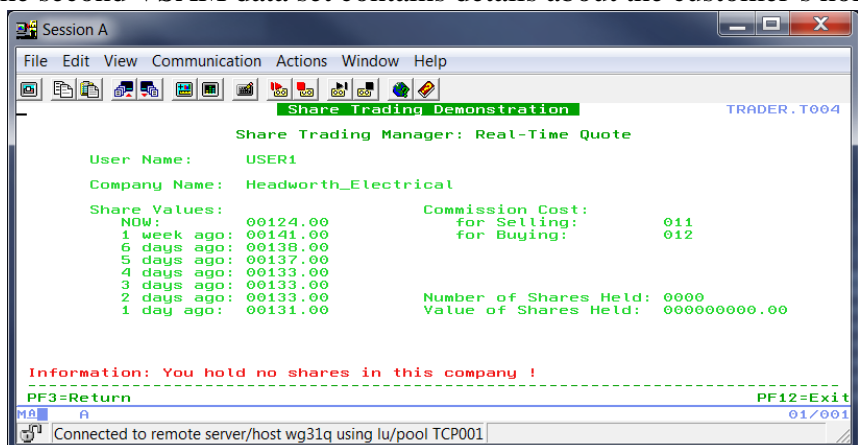 he second VSAM data set contains details about the customer's hol
Session A
File Edit View Communication Actions Window Help
Share Trading Demonstration TRADER.T004
Share Trading Manager: Real-Time Quote
User Name: USER1
Company Name: Headworth_Electrical
Share Values: Commission Cost:
NOW: 00124.00 for Selling: 011
1 week ago: 00141.00 for Buying: 012
6 days ago: 00138.00
5 days ago: 00137.00
4 days ago: 00133.00
3 days ago: 00133.00
2 days ago: 00133.00 Number of Shares Held: 0000
1 day ago: 00131.00 Value of Shares Held: 000000000.00
Information: You hold no shares in this company !
PF3=Return PF12=Exit
MA A 01/001
Connected to remote server/host wg31q using lu/pool TCP001